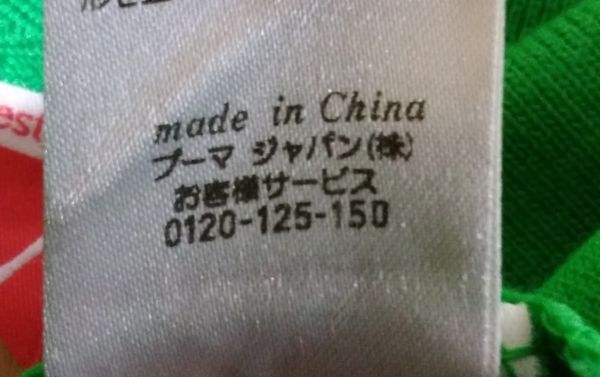 made in China
プーマ ジャパン(株)
お客様サービス
0120-125-150